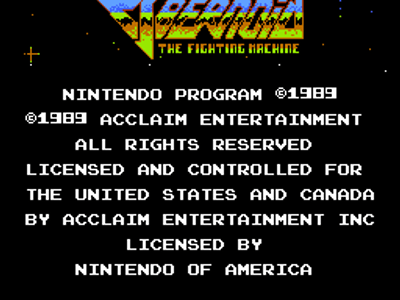 THE FIGHTING MACHINE
NINTENDO PROGRAM ©1989
©1989 ACCLAIM ENTERTAINMENT
ALL RIGHTS RESERVED
LICENSED AND CONTROLLED FOR
THE UNITED STATES AND CANADA
BY ACCLAIM ENTERTAINMENT INC
LICENSED BY
NINTENDO OF AMERICA